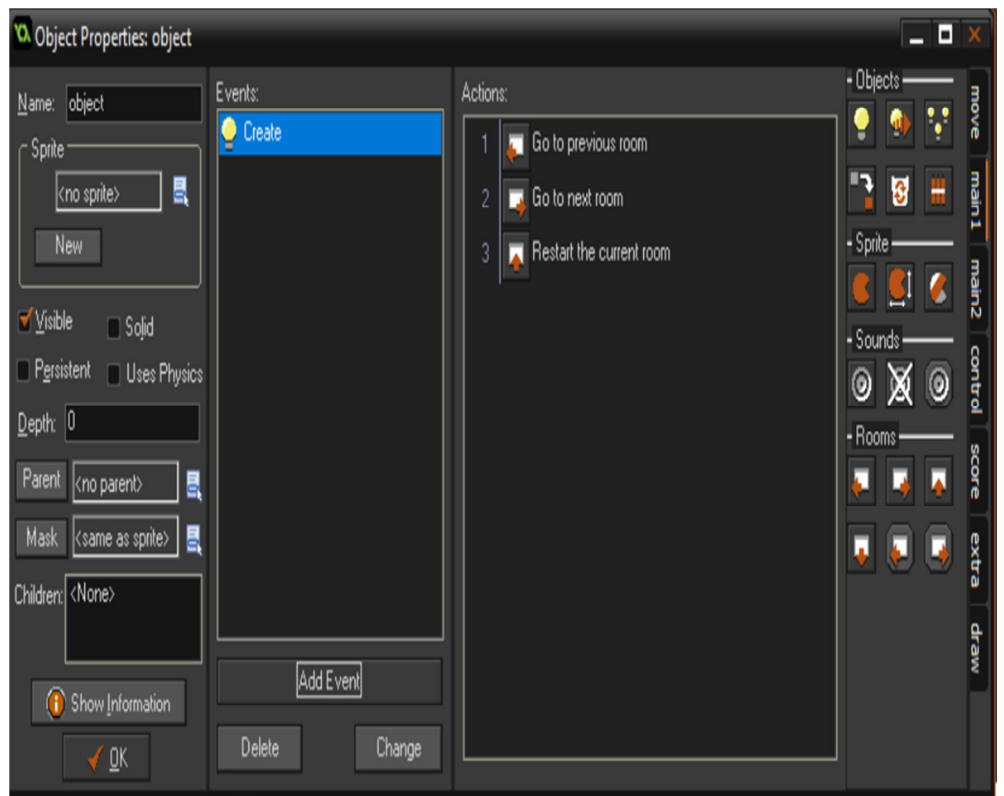 Object Properties: object
Name: object
Sprite
<no sprite>
New
Visible
Solid
Persistent
Uses Physics
Depth: 0
Parent <no parent>
Mask <same as sprite>
Children: <None>
Show Information
OK
Events:
Create
Add Event
Delete
Change
Actions:
1 Go to previous room
2 Go to next room
3 Restart the current room
Objects
Sprite
Sounds
Rooms
move
main1
main2
control
score
extra
draw